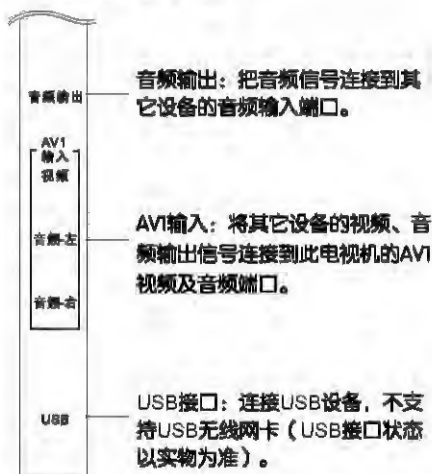 音频输出
音频输出：把音频信号连接到其
它设备的音频输入端口。
AV1
输入
视频
音频-左
音频-右
AV1输入：将其它设备的视频、音
频输出信号连接到此电视机的AV1
视频及音频端口。
USB
USB接口：连接USB设备，不支
持USB无线网卡（USB接口状态
以实物为准）。